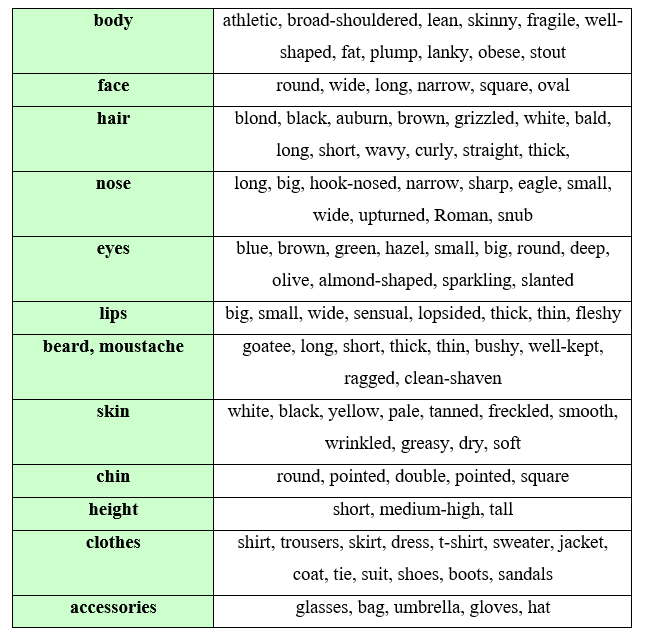 body
athletic, broad-shouldered, lean, skinny, fragile, well-
shaped, fat, plump, lanky, obese, stout
face
round, wide, long, narrow, square, oval
hair
blond, black, auburn, brown, grizzled, white, bald,
long, short, wavy, curly, straight, thick,
nose
long, big, hook-nosed, narrow, sharp, eagle, small,
wide, upturned, Roman, snub
eyes
blue, brown, green, hazel, small, big, round, deep,
olive, almond-shaped, sparkling, slanted
lips
big, small, wide, sensual, lopsided, thick, thin, fleshy
beard, moustache
goatee, long, short, thick, thin, bushy, well-kept,
ragged, clean-shaven
skin
white, black, yellow, pale, tanned, freckled, smooth,
wrinkled, greasy, dry, soft
chin
round, pointed, double, pointed, square
height
short, medium-high, tall
clothes
shirt, trousers, skirt, dress, t-shirt, sweater, jacket,
coat, tie, suit, shoes, boots, sandals
accessories
glasses, bag, umbrella, gloves, hat